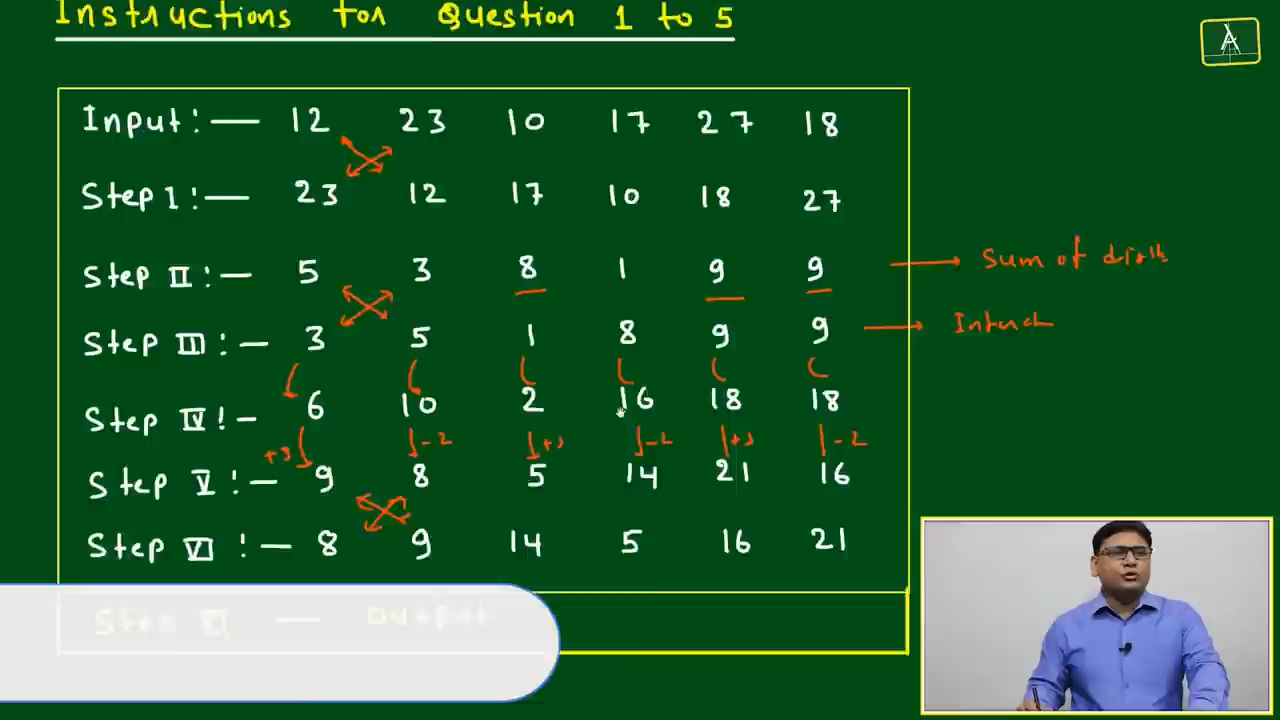 Instructions for Question 1 to 5
A
Input:- 12 23 10 17 27 18
Step I:- 23 12 17 10 18 27
Step II:- 5 3 8 1 9 9 → Sum of
Step III:- 3 5 1 8 9 9 →
Step IV:- 6 10 2 16 18 18
+3 -2 +3 -2 +3 -2
Step V:- 9 8 5 14 21 16
Step VI:- 8 9 14 5 16 21
Step VI - output